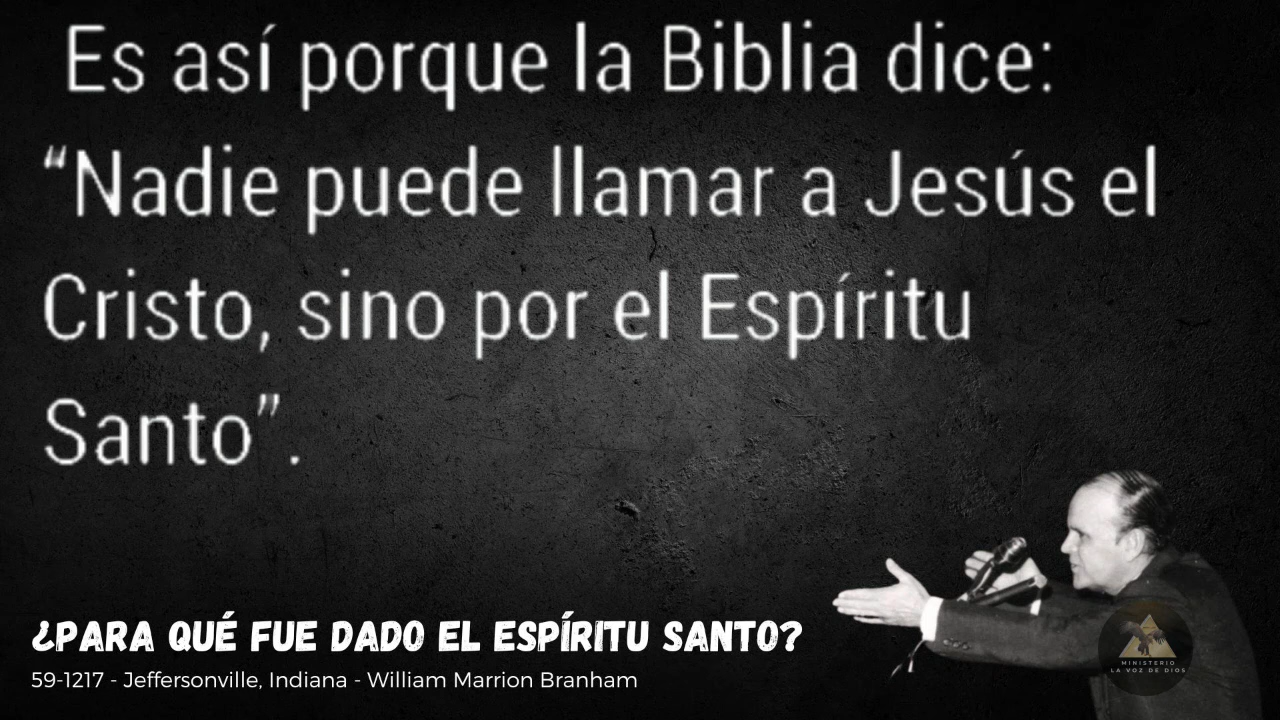 Es así porque la Biblia dice:
“Nadie puede llamar a Jesús el
Cristo, sino por el Espíritu
Santo”.
¿PARA QUÉ FUE DADO EL ESPÍRITU SANTO?
59-1217 - Jeffersonville, Indiana - William Marrion Branham
MINISTERIO
LA VOZ DE DIOS